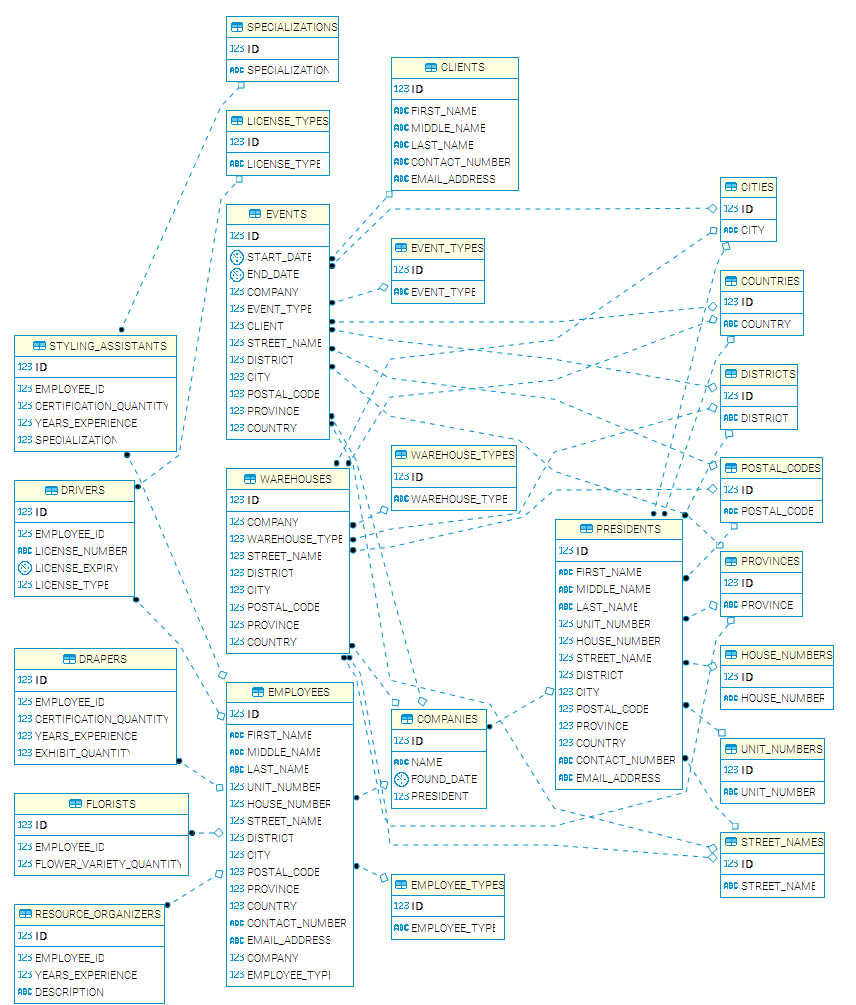 SPECIALIZATIONS
123 ID
ABC SPECIALIZATION
LICENSE_TYPES
123 ID
ABC LICENSE_TYPE
EVENTS
123 ID
START_DATE
END_DATE
123 COMPANY
123 EVENT_TYPE
123 CLIENT
123 STREET_NAME
123 DISTRICT
123 CITY
123 POSTAL_CODE
123 PROVINCE
123 COUNTRY
CLIENTS
123 ID
ABC FIRST_NAME
ABC MIDDLE_NAME
ABC LAST_NAME
ABC CONTACT_NUMBER
ABC EMAIL_ADDRESS
EVENT_TYPES
123 ID
ABC EVENT_TYPE
CITIES
123 ID
ABC CITY
COUNTRIES
123 ID
ABC COUNTRY
DISTRICTS
123 ID
ABC DISTRICT
POSTAL_CODES
123 ID
ABC POSTAL_CODE
PROVINCES
123 ID
ABC PROVINCE
HOUSE_NUMBERS
123 ID
ABC HOUSE_NUMBER
UNIT_NUMBERS
123 ID
ABC UNIT_NUMBER
STREET_NAMES
123 ID
ABC STREET_NAME
STYLING_ASSISTANTS
123 ID
123 EMPLOYEE_ID
123 CERTIFICATION_QUANTITY
123 YEARS_EXPERIENCE
123 SPECIALIZATION
DRIVERS
123 ID
123 EMPLOYEE_ID
ABC LICENSE_NUMBER
LICENSE_EXPIRY
123 LICENSE_TYPE
WAREHOUSES
123 ID
123 COMPANY
123 WAREHOUSE_TYPE
123 STREET_NAME
123 DISTRICT
123 CITY
123 POSTAL_CODE
123 PROVINCE
123 COUNTRY
WAREHOUSE_TYPES
123 ID
ABC WAREHOUSE_TYPE
PRESIDENTS
123 ID
ABC FIRST_NAME
ABC MIDDLE_NAME
ABC LAST_NAME
123 UNIT_NUMBER
123 HOUSE_NUMBER
123 STREET_NAME
123 DISTRICT
123 CITY
123 POSTAL_CODE
123 PROVINCE
123 COUNTRY
ABC CONTACT_NUMBER
ABC EMAIL_ADDRESS
DRAPERS
123 ID
123 EMPLOYEE_ID
123 CERTIFICATION_QUANTITY
123 YEARS_EXPERIENCE
123 EXHIBIT_QUANTITY
FLORISTS
123 ID
123 EMPLOYEE_ID
123 FLOWER_VARIETY_QUANTITY
RESOURCE_ORGANIZERS
123 ID
123 EMPLOYEE_ID
123 YEARS_EXPERIENCE
ABC DESCRIPTION
EMPLOYEES
123 ID
ABC FIRST_NAME
ABC MIDDLE_NAME
ABC LAST_NAME
123 UNIT_NUMBER
123 HOUSE_NUMBER
123 STREET_NAME
123 DISTRICT
123 CITY
123 POSTAL_CODE
123 PROVINCE
123 COUNTRY
ABC CONTACT_NUMBER
ABC EMAIL_ADDRESS
123 COMPANY
123 EMPLOYEE_TYPE
COMPANIES
123 ID
ABC NAME
FOUND_DATE
123 PRESIDENT
EMPLOYEE_TYPES
123 ID
ABC EMPLOYEE_TYPE